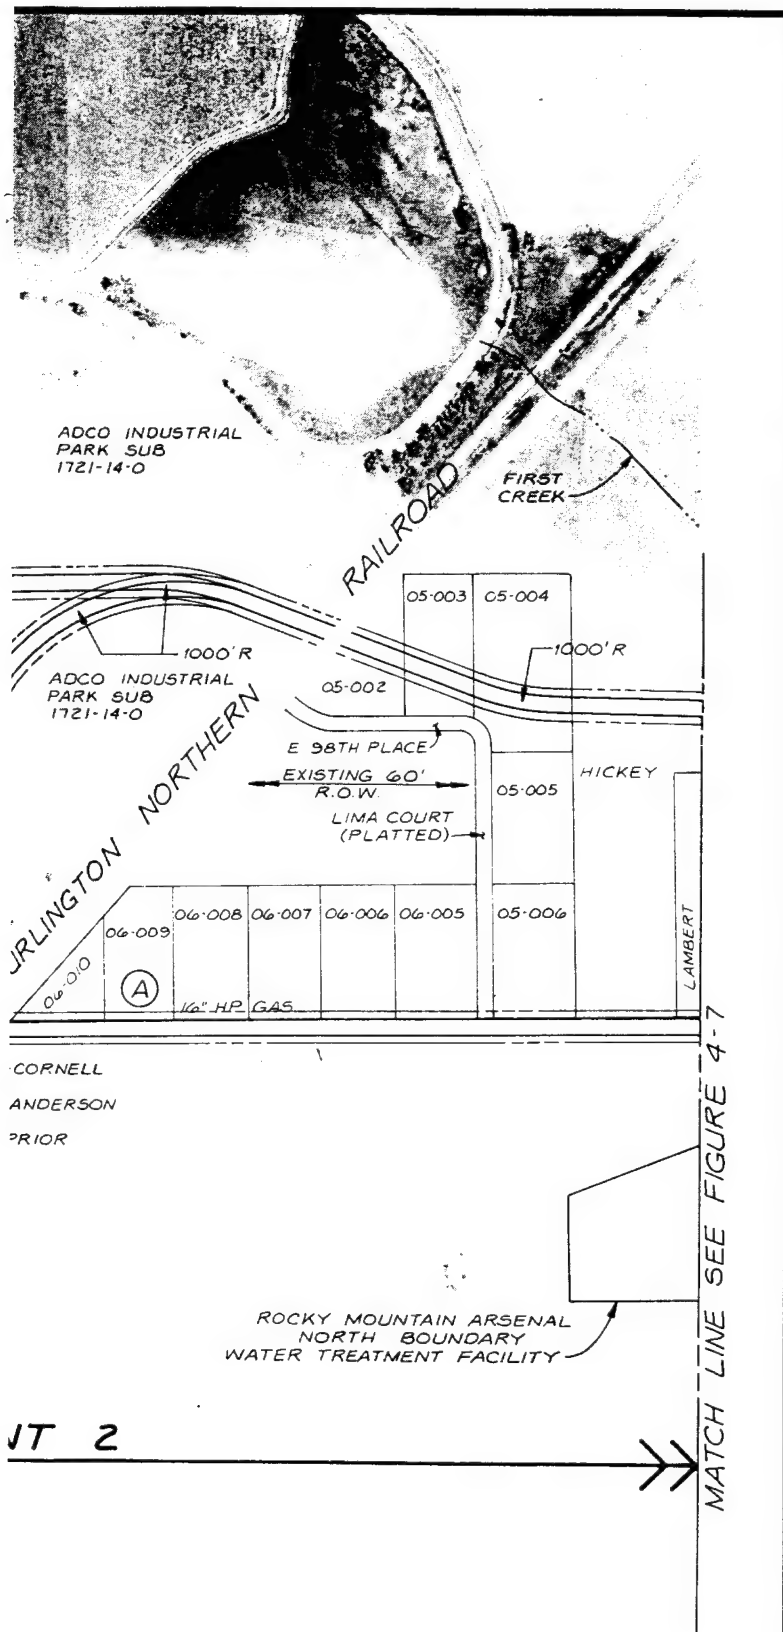 ADCO INDUSTRIAL
PARK SUB
1721-14-0
RAILROAD
FIRST
CREEK
05-003
05-004
1000'R
1000'R
ADCO INDUSTRIAL
PARK SUB
1721-14-0
05-002
NORTHERN
E 98TH PLACE
EXISTING 60'
R.O.W.
LIMA COURT
(PLATTED)
05-005
HICKEY
URLINGTON
06-010
06-009
06-008
06-007
06-006
06-005
05-006
LAMBERT
A
16" HP GAS
CORNELL
ANDERSON
PRIOR
ROCKY MOUNTAIN ARSENAL
NORTH BOUNDARY
WATER TREATMENT FACILITY
NT 2
MATCH LINE SEE FIGURE 4-7